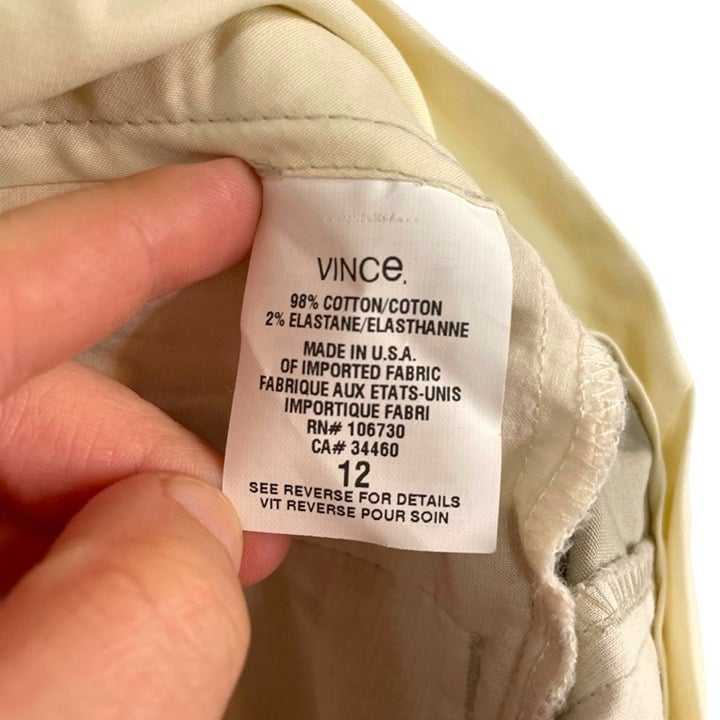 VINCe.
98% COTTON/COTON
2% ELASTANE/ELASTHANNE
MADE IN U.S.A.
OF IMPORTED FABRIC
FABRIQUE AUX ETATS-UNIS
IMPORTIQUE FABRI
RN# 106730
CA# 34460
12
SEE REVERSE FOR DETAILS
VIT REVERSE POUR SOIN